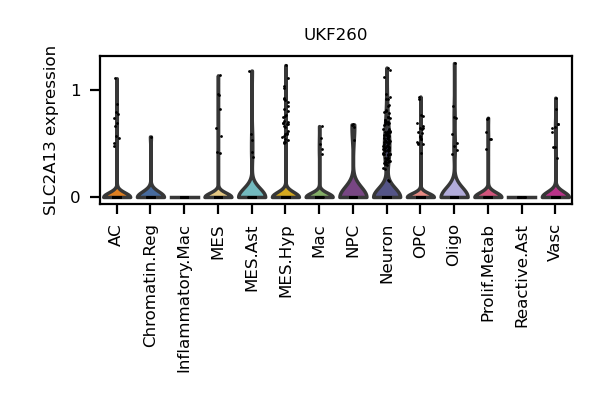 UKF260
SLC2A13 expression
1
0
AC
Chromatin.Reg
Inflammatory.Mac
MES
MES.Ast
MES.Hyp
Mac
NPC
Neuron
OPC
Oligo
Prolif.Metab
Reactive.Ast
Vasc